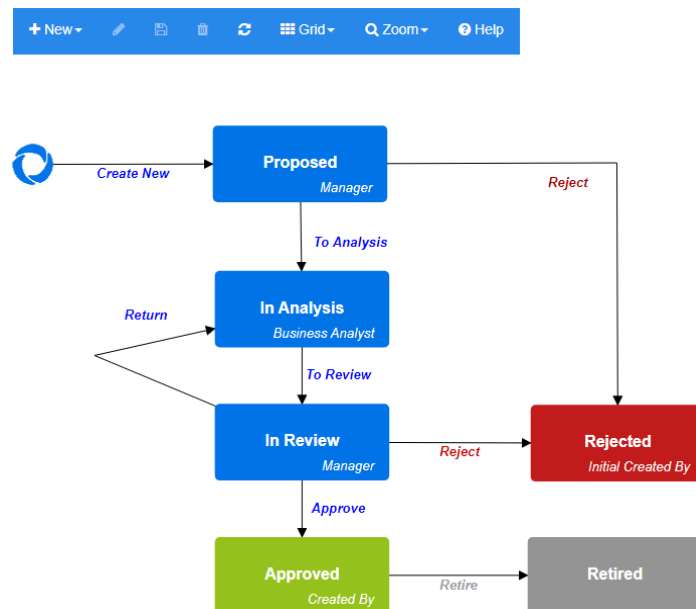 New
Grid
Zoom
Help
Proposed
Manager
Create New
Reject
To Analysis
In Analysis
Business Analyst
Return
To Review
In Review
Manager
Reject
Rejected
Initial Created By
Approve
Approved
Created By
Retire
Retired